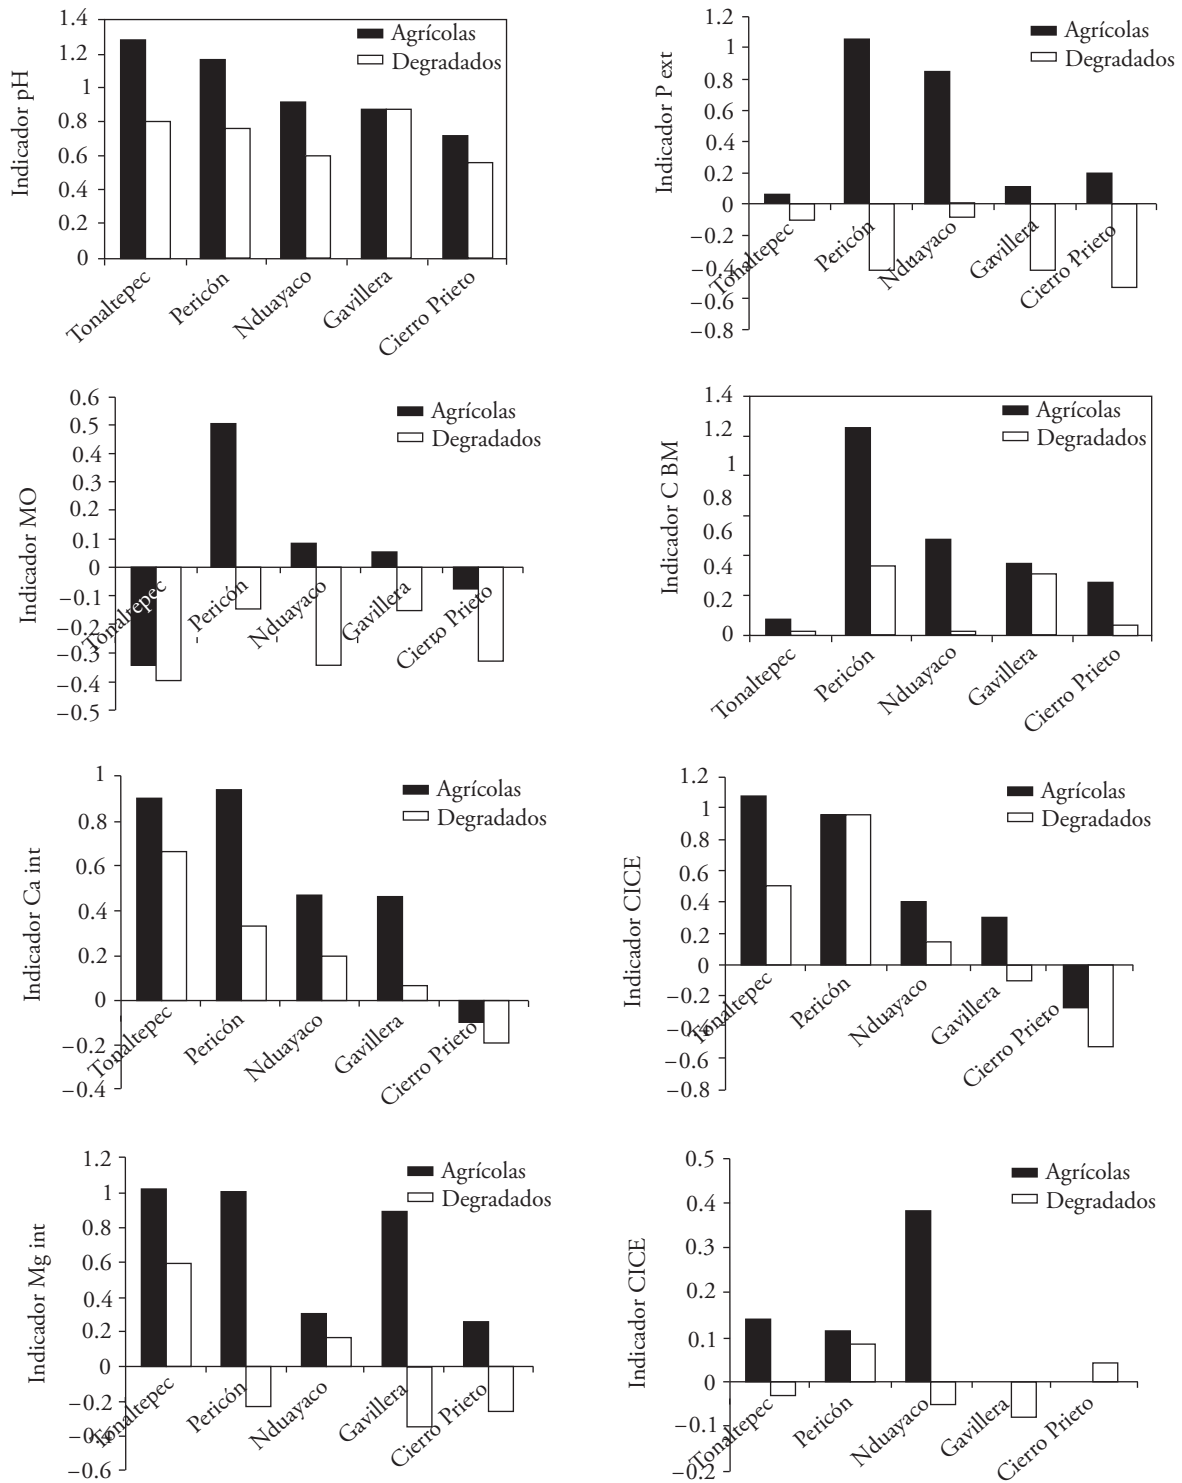 Indicador pH
1.4
1.2
1
0.8
0.6
0.4
0.2
0
Agrícolas
Degradados
Tonaltepec
Pericón
Nduayaco
Gavillera
Cierro Prieto
Indicador P ext
1.2
1
0.8
0.6
0.4
0.2
0
−0.2
−0.4
−0.6
−0.8
Agrícolas
Degradados
Tonaltepec
Pericón
Nduayaco
Gavillera
Cierro Prieto
Indicador MO
0.6
0.5
0.4
0.3
0.2
0.1
0
−0.1
−0.2
−0.3
−0.4
−0.5
Agrícolas
Degradados
Tonaltepec
Pericón
Nduayaco
Gavillera
Cierro Prieto
Indicador C BM
1.4
1.2
1
0.8
0.6
0.4
0.2
0
Agrícolas
Degradados
Tonaltepec
Pericón
Nduayaco
Gavillera
Cierro Prieto
Indicador Ca int
1
0.8
0.6
0.4
0.2
0
−0.2
−0.4
Agrícolas
Degradados
Tonaltepec
Pericón
Nduayaco
Gavillera
Cierro Prieto
Indicador CICE
1.2
1
0.8
0.6
0.4
0.2
0
−0.2
−0.4
−0.6
−0.8
Agrícolas
Degradados
Tonaltepec
Pericón
Nduayaco
Gavillera
Cierro Prieto
Indicador Mg int
1.2
1
0.8
0.6
0.4
0.2
0
−0.2
−0.4
−0.6
Agrícolas
Degradados
Tonaltepec
Pericón
Nduayaco
Gavillera
Cierro Prieto
Indicador CICE
0.5
0.4
0.3
0.2
0.1
0
−0.1
−0.2
Agrícolas
Degradados
Tonaltepec
Pericón
Nduayaco
Gavillera
Cierro Prieto